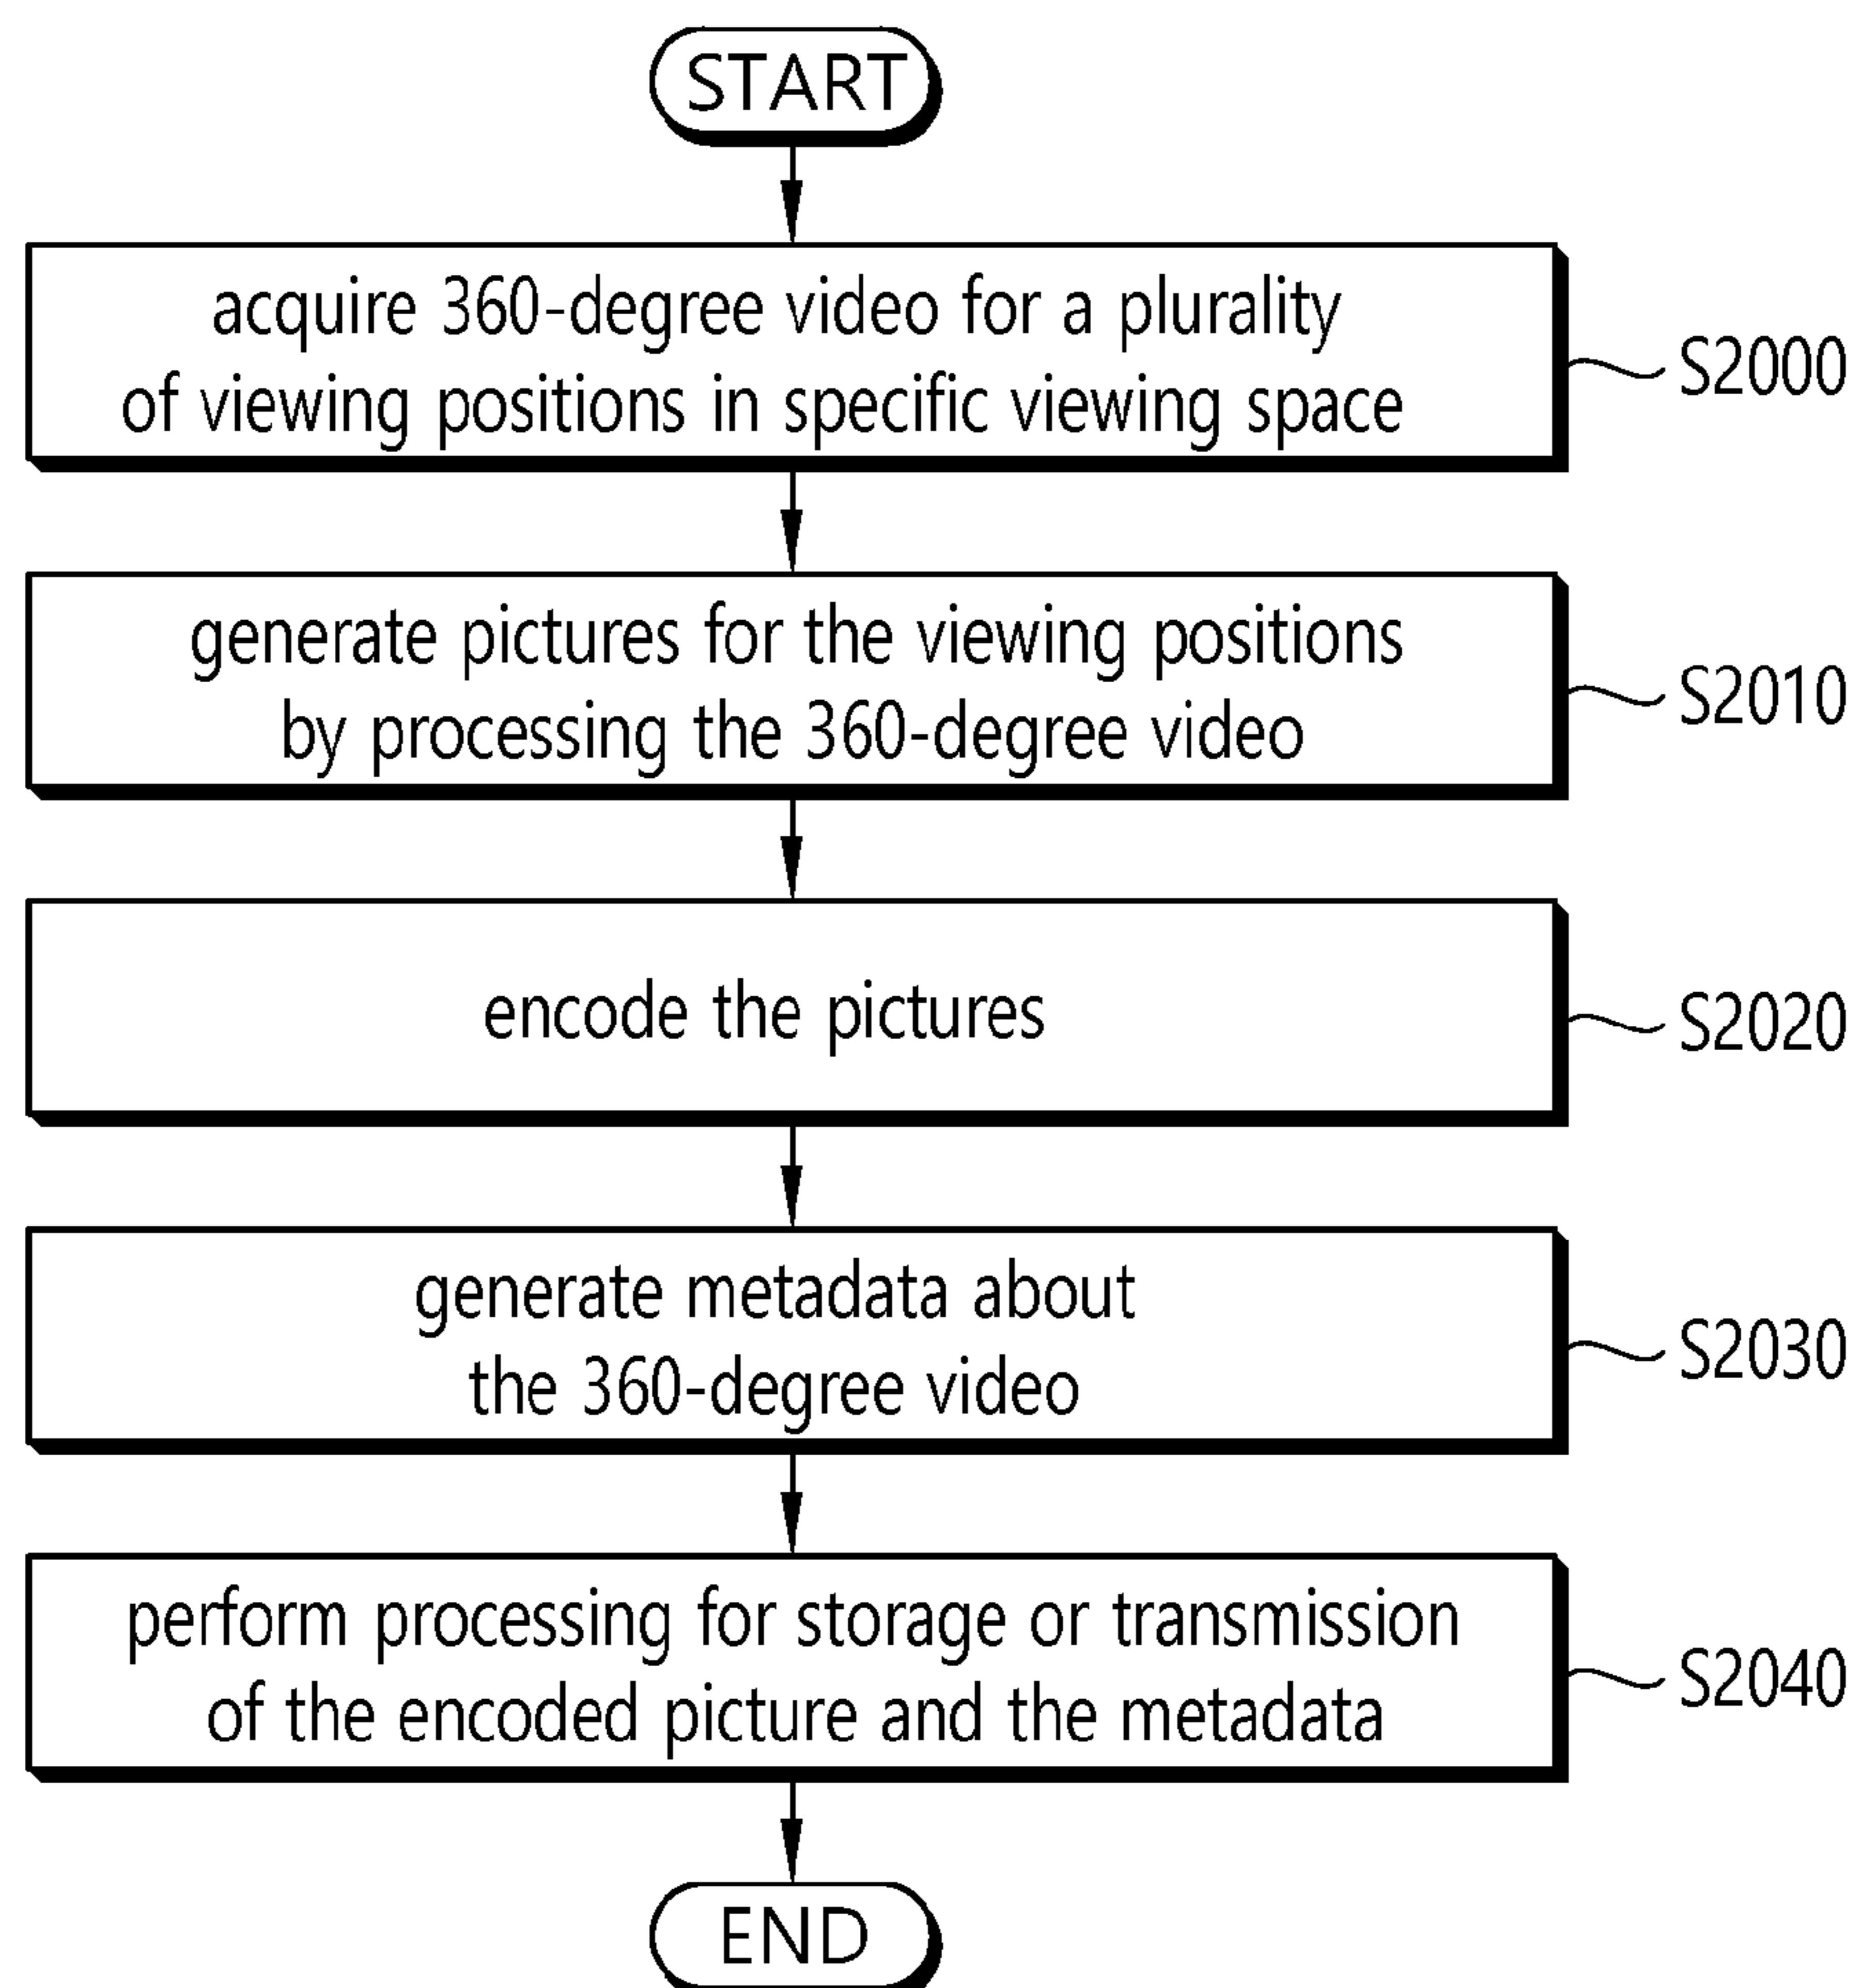 START
acquire 360-degree video for a plurality
of viewing positions in specific viewing space
S2000
generate pictures for the viewing positions
by processing the 360-degree video
S2010
encode the pictures
S2020
generate metadata about
the 360-degree video
S2030
perform processing for storage or transmission
of the encoded picture and the metadata
S2040
END